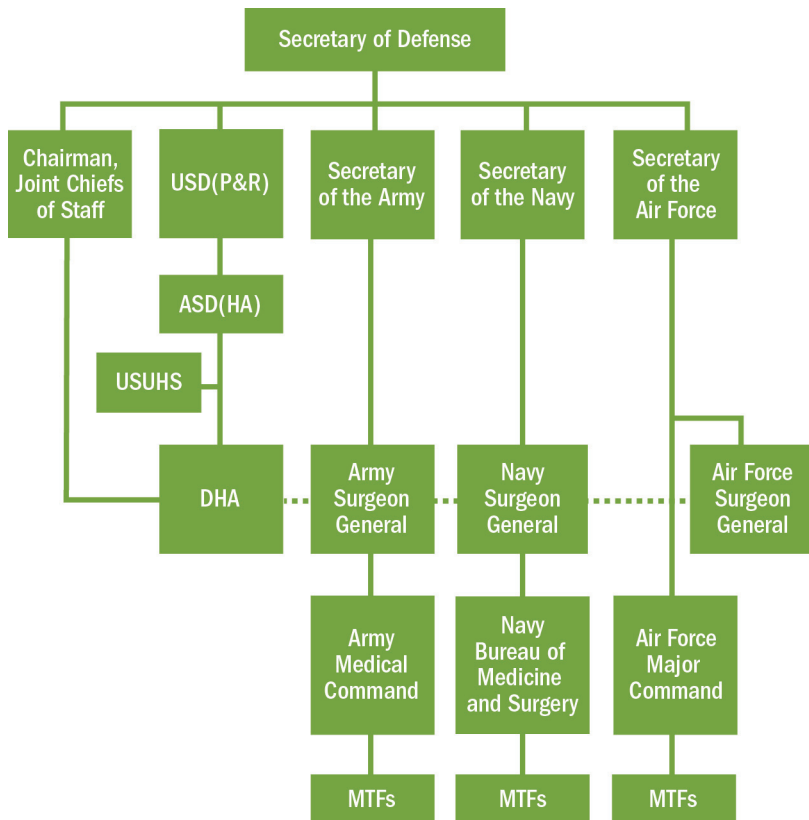 Secretary of Defense
Chairman,
Joint Chiefs
of Staff
USD(P&R)
Secretary
of the Army
Secretary
of the Navy
Secretary
of the
Air Force
ASD(HA)
USUHS
DHA
Army
Surgeon
General
Navy
Surgeon
General
Air Force
Surgeon
General
Army
Medical
Command
Navy
Bureau of
Medicine
and Surgery
Air Force
Major
Command
MTFs
MTFs
MTFs